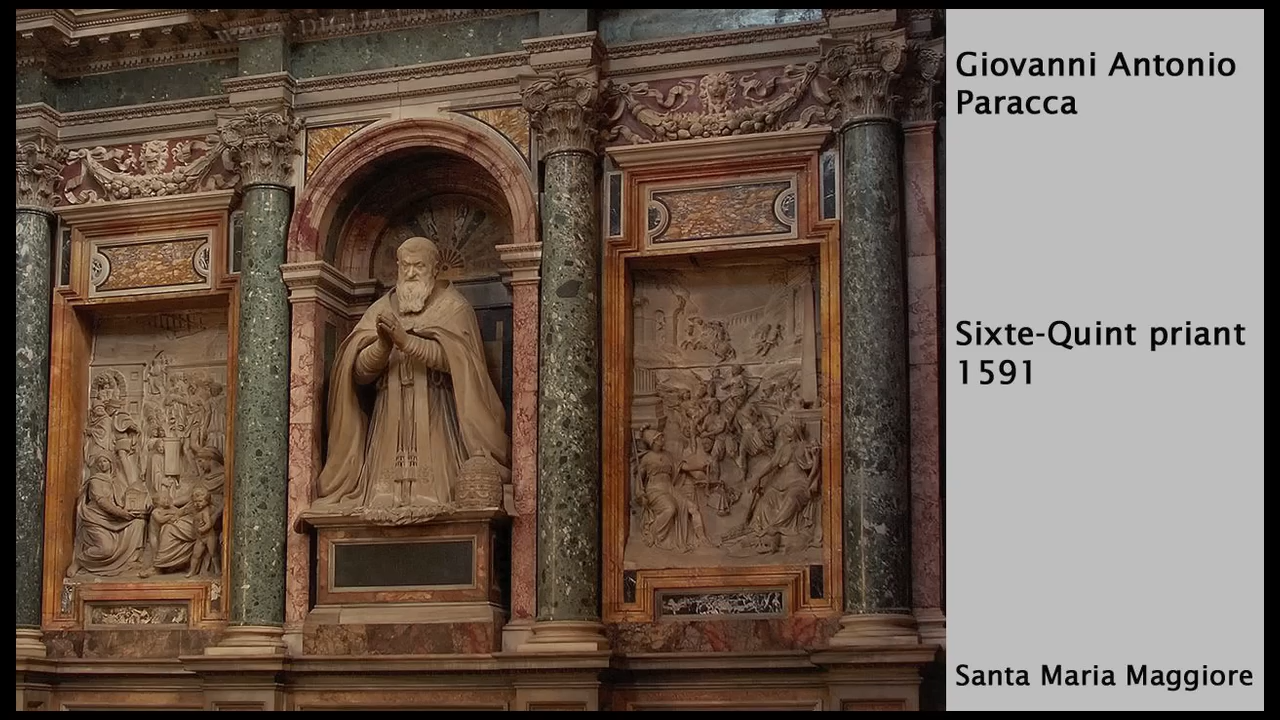 Giovanni Antonio
Paracca
Sixte-Quint priant
1591
Santa Maria Maggiore